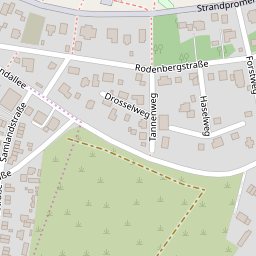 Strandprome
Rodenbergstraße
Forstweg
ndallee
Drosselweg
Tannenweg
Haselweg
Samlandstraße
aße